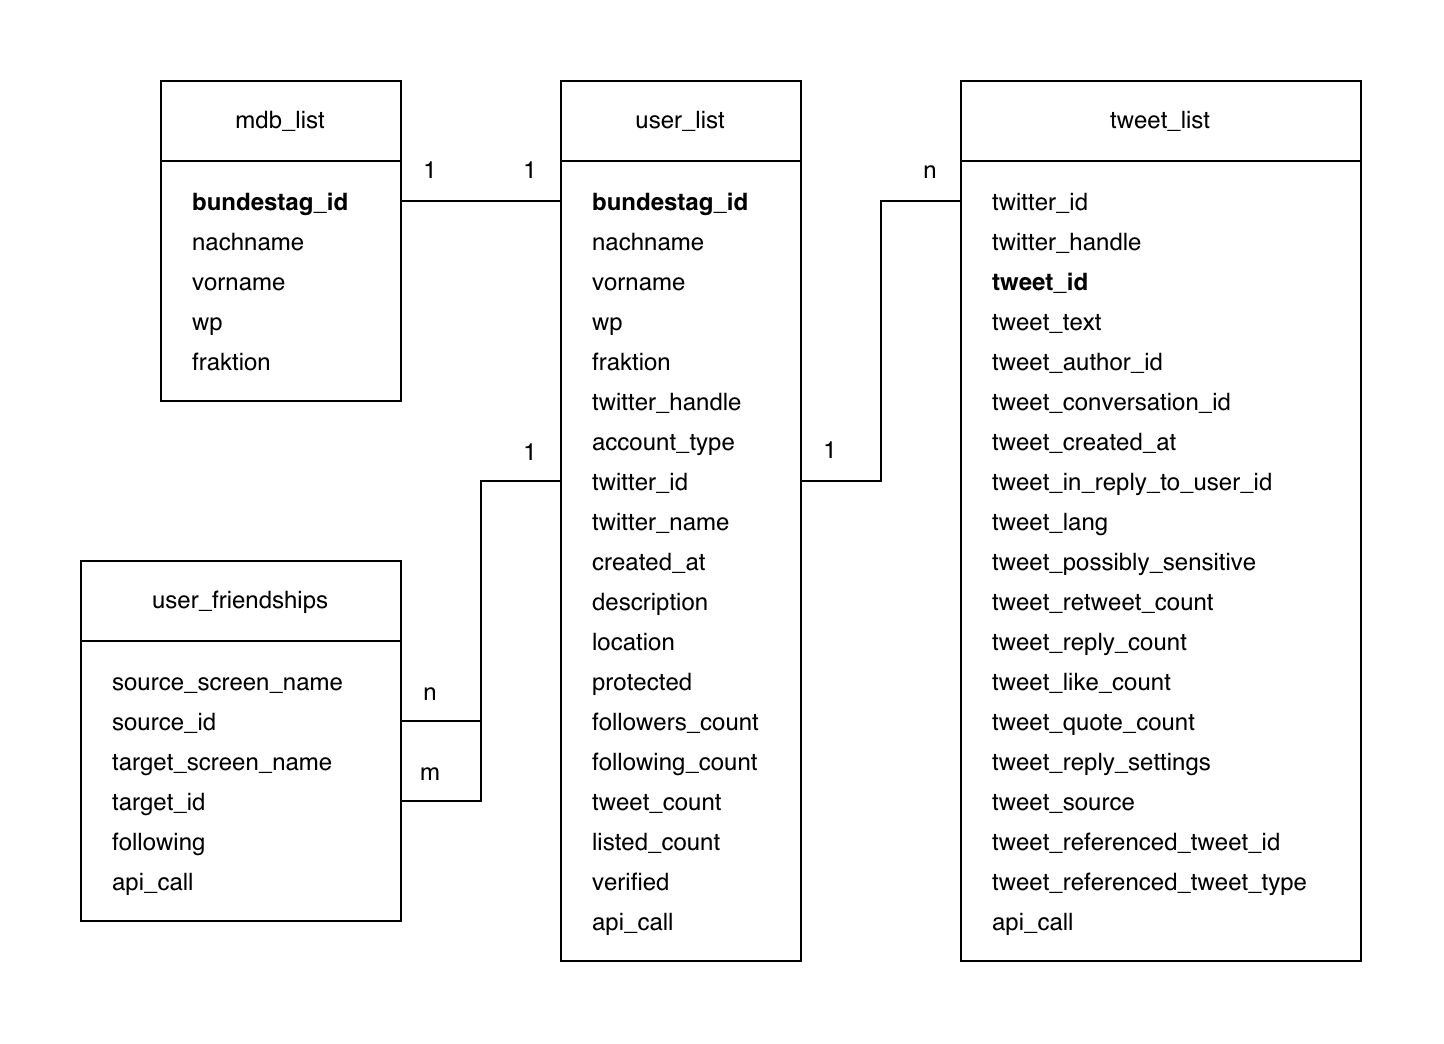 mdb_list
bundestag_id
nachname
vorname
wp
fraktion
1
1
user_list
bundestag_id
nachname
vorname
wp
fraktion
twitter_handle
account_type
twitter_id
twitter_name
created_at
description
location
protected
followers_count
following_count
tweet_count
listed_count
verified
api_call
1
n
tweet_list
twitter_id
twitter_handle
tweet_id
tweet_text
tweet_author_id
tweet_conversation_id
tweet_created_at
tweet_in_reply_to_user_id
tweet_lang
tweet_possibly_sensitive
tweet_retweet_count
tweet_reply_count
tweet_like_count
tweet_quote_count
tweet_reply_settings
tweet_source
tweet_referenced_tweet_id
tweet_referenced_tweet_type
api_call
user_friendships
source_screen_name
source_id
target_screen_name
target_id
following
api_call
n
m
1